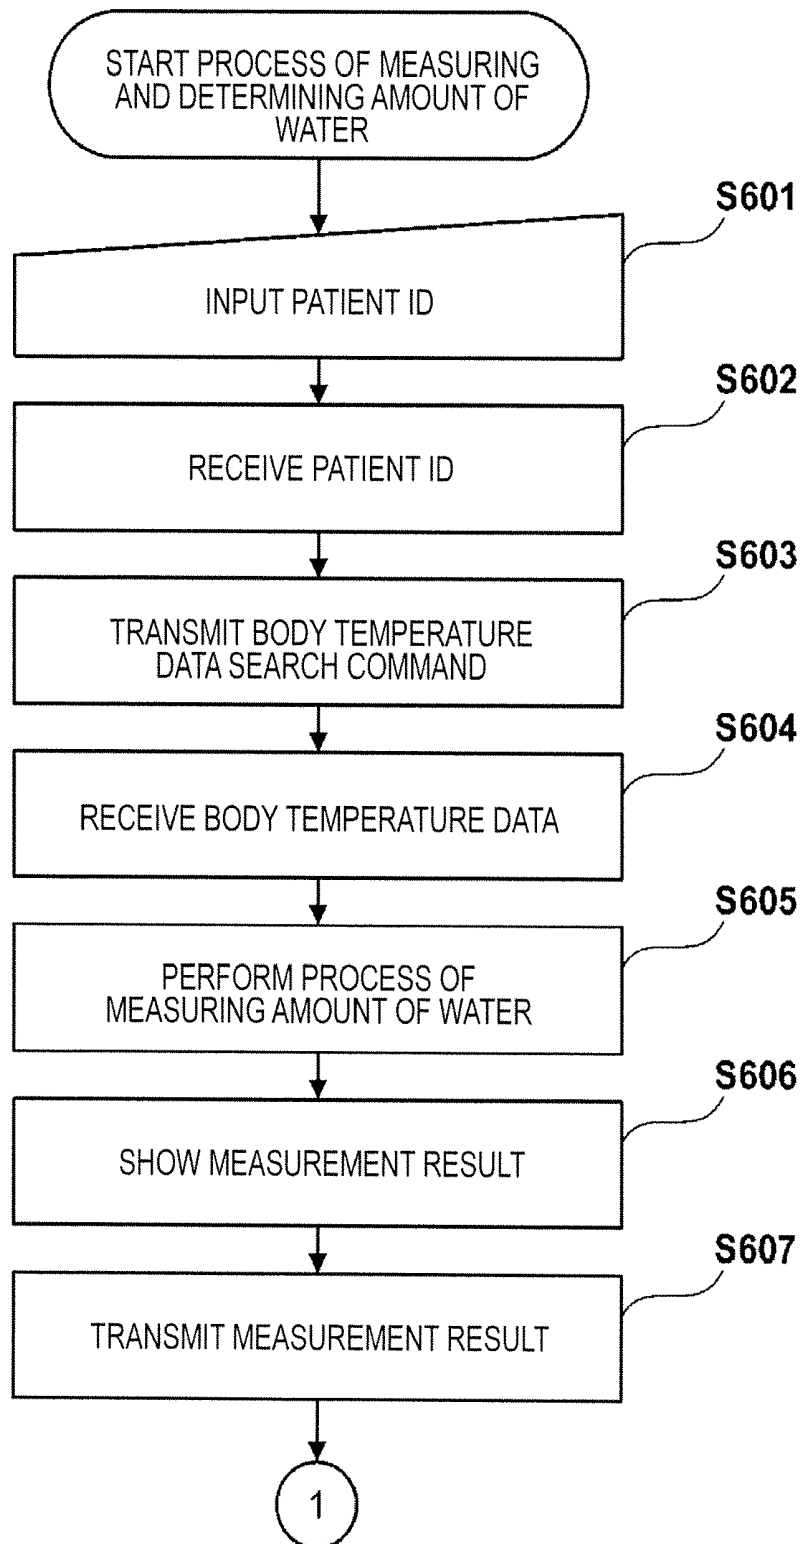 START PROCESS OF MEASURING
AND DETERMINING AMOUNT OF
WATER
S601
INPUT PATIENT ID
S602
RECEIVE PATIENT ID
S603
TRANSMIT BODY TEMPERATURE
DATA SEARCH COMMAND
S604
RECEIVE BODY TEMPERATURE DATA
S605
PERFORM PROCESS OF
MEASURING AMOUNT OF WATER
S606
SHOW MEASUREMENT RESULT
S607
TRANSMIT MEASUREMENT RESULT
1